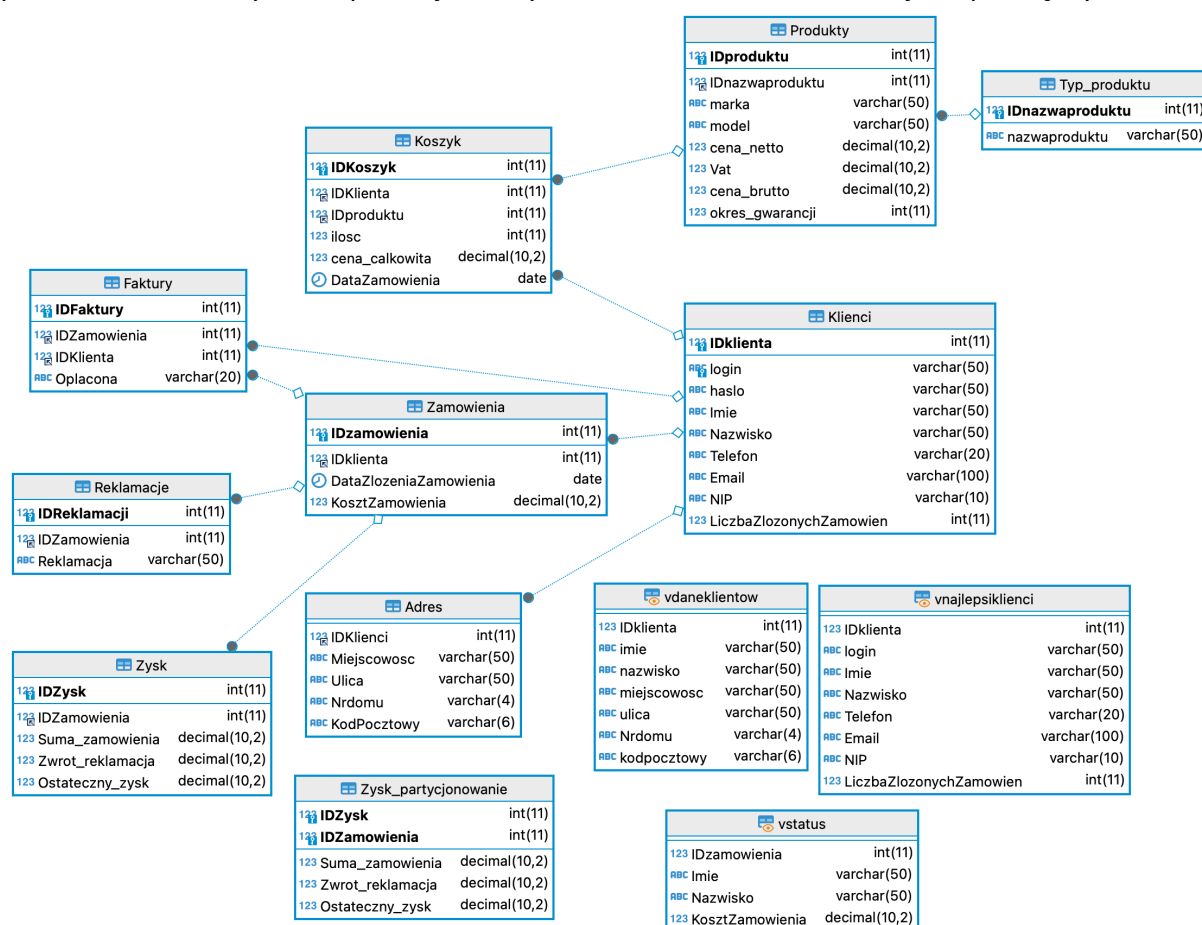 Produkty
IDproduktu int(11)
IDnazwaproduktu int(11)
marka varchar(50)
model varchar(50)
cena_netto decimal(10,2)
Vat decimal(10,2)
cena_brutto decimal(10,2)
okres_gwarancji int(11)
Typ_produktu
IDnazwaproduktu int(11)
nazwaproduktu varchar(50)
Koszyk
IDKoszyk int(11)
IDKlienta int(11)
IDproduktu int(11)
ilosc int(11)
cena_calkowita decimal(10,2)
DataZamowienia date
Faktury
IDFaktury int(11)
IDZamowienia int(11)
IDKlienta int(11)
Oplacona varchar(20)
Klienci
IDklienta int(11)
login varchar(50)
haslo varchar(50)
Imie varchar(50)
Nazwisko varchar(50)
Telefon varchar(20)
Email varchar(100)
NIP varchar(10)
LiczbaZlozonychZamowien int(11)
Zamowienia
IDzamowienia int(11)
IDklienta int(11)
DataZlozeniaZamowienia date
KosztZamowienia decimal(10,2)
Reklamacje
IDReklamacji int(11)
IDZamowienia int(11)
Reklamacja varchar(50)
Adres
IDKlienci int(11)
Miejscowosc varchar(50)
Ulica varchar(50)
Nrdomu varchar(4)
KodPocztowy varchar(6)
vdaneklientow
IDklienta int(11)
imie varchar(50)
nazwisko varchar(50)
miejscowosc varchar(50)
ulica varchar(50)
Nrdomu varchar(4)
kodpocztowy varchar(6)
vnajlepsiklienci
IDklienta int(11)
login varchar(50)
Imie varchar(50)
Nazwisko varchar(50)
Telefon varchar(20)
Email varchar(100)
NIP varchar(10)
LiczbaZlozonychZamowien int(11)
Zysk
IDZysk int(11)
IDZamowienia int(11)
Suma_zamowienia decimal(10,2)
Zwrot_reklamacja decimal(10,2)
Ostateczny_zysk decimal(10,2)
Zysk_partycjonowanie
IDZysk int(11)
IDZamowienia int(11)
Suma_zamowienia decimal(10,2)
Zwrot_reklamacja decimal(10,2)
Ostateczny_zysk decimal(10,2)
vstatus
IDzamowienia int(11)
Imie varchar(50)
Nazwisko varchar(50)
KosztZamowienia decimal(10,2)